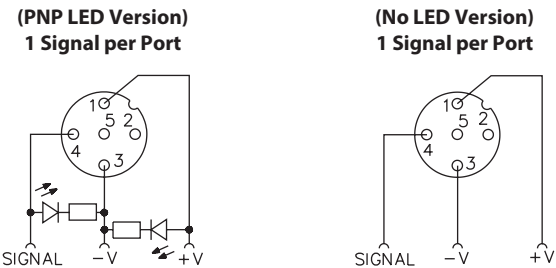 (PNP LED Version)
1 Signal per Port
1
5 2
4
3
SIGNAL -V +V
(No LED Version)
1 Signal per Port
1
5 2
4
3
SIGNAL -V +V